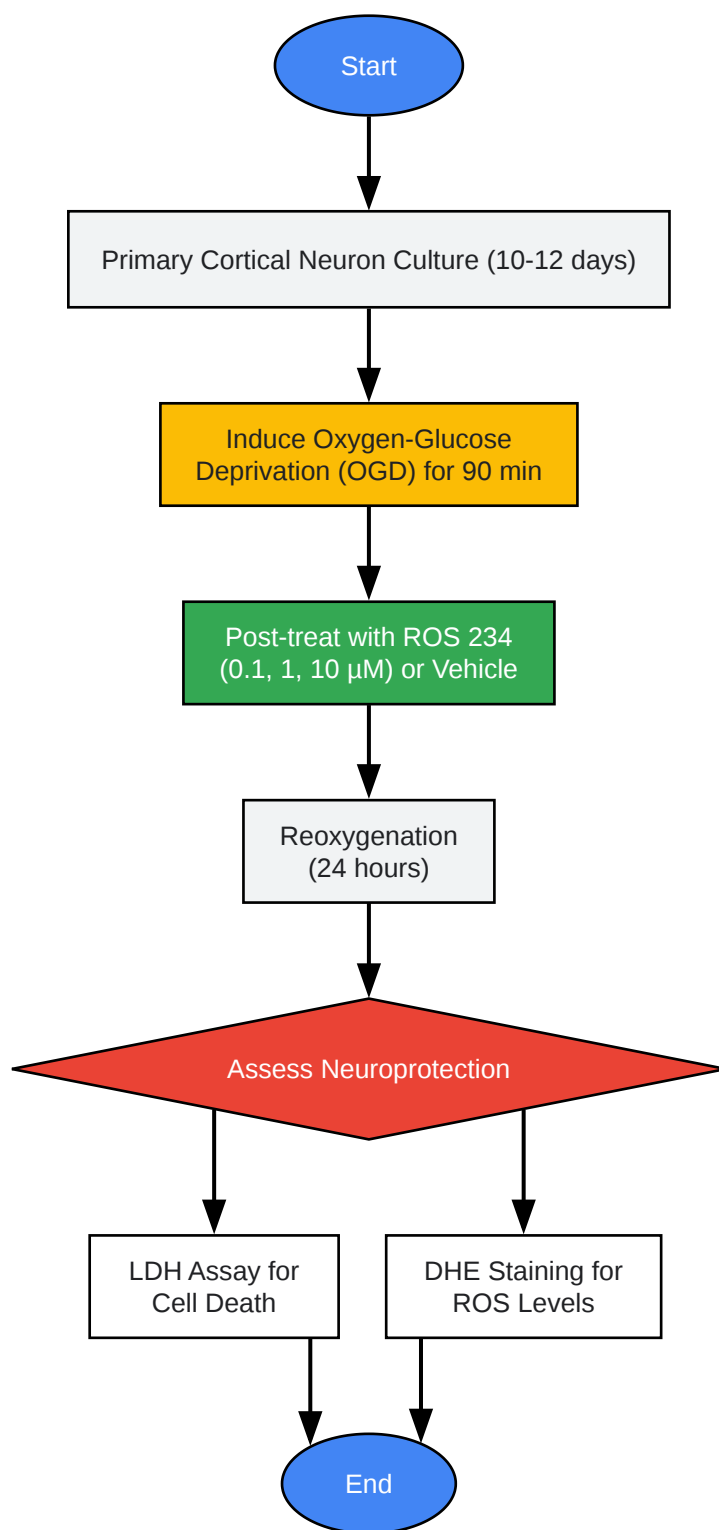 Start
Primary Cortical Neuron Culture (10-12 days)
Induce Oxygen-Glucose
Deprivation (OGD) for 90 min
Post-treat with ROS 234
(0.1, 1, 10 µM) or Vehicle
Reoxygenation
(24 hours)
Assess Neuroprotection
LDH Assay for
Cell Death
DHE Staining for
ROS Levels
End